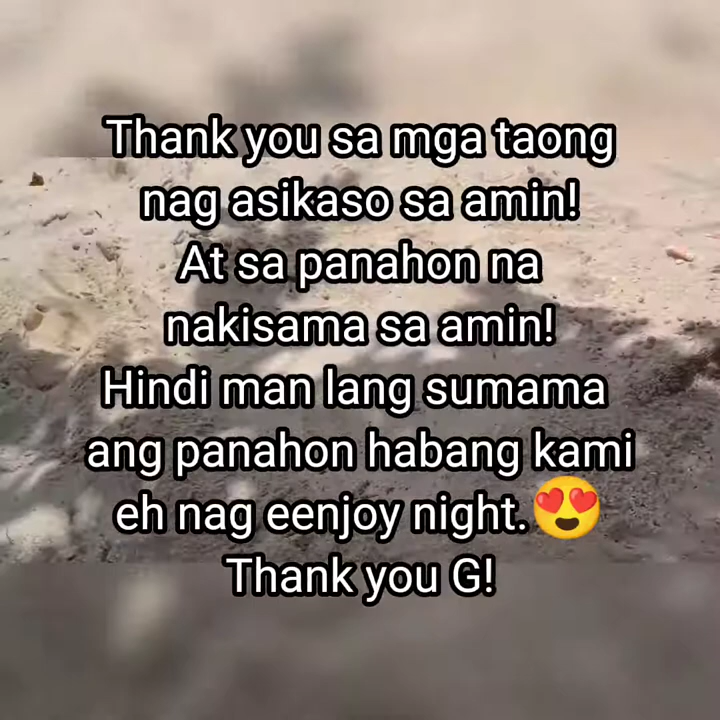 Thank you sa mga taong
nag asikaso sa amin!
At sa panahon na
nakisama sa amin!
Hindi man lang sumama
ang panahon habang kami
eh nag eenjoy night.😍
Thank you G!